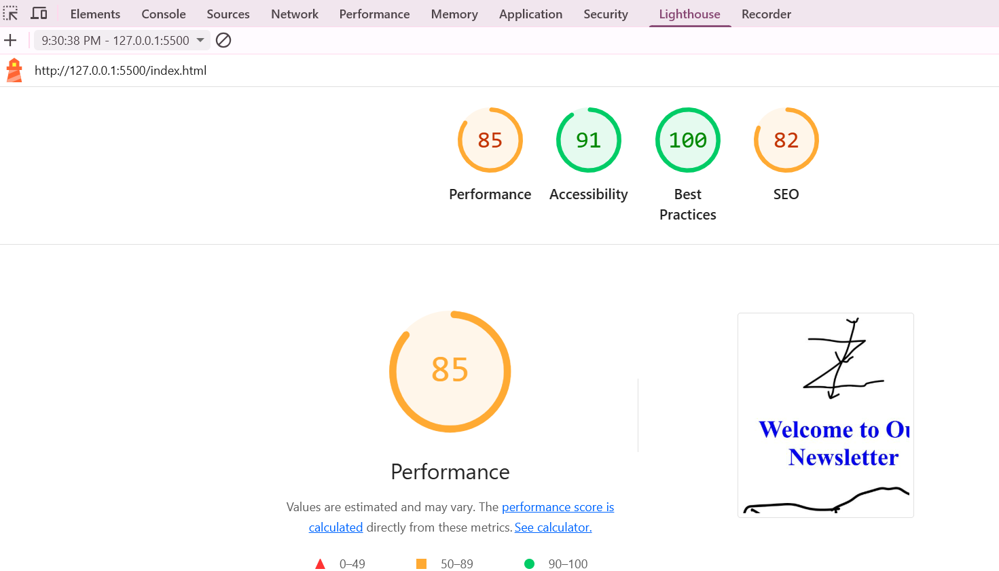 Elements Console Sources Network Performance Memory Application Security Lighthouse Recorder
9:30:38 PM - 127.0.0.1:5500
http://127.0.0.1:5500/index.html
85 91 100 82
Performance Accessibility Best Practices SEO
85
Performance
Values are estimated and may vary. The performance score is
calculated directly from these metrics. See calculator.
0–49 50–89 90–100
Welcome to Ou
Newsletter